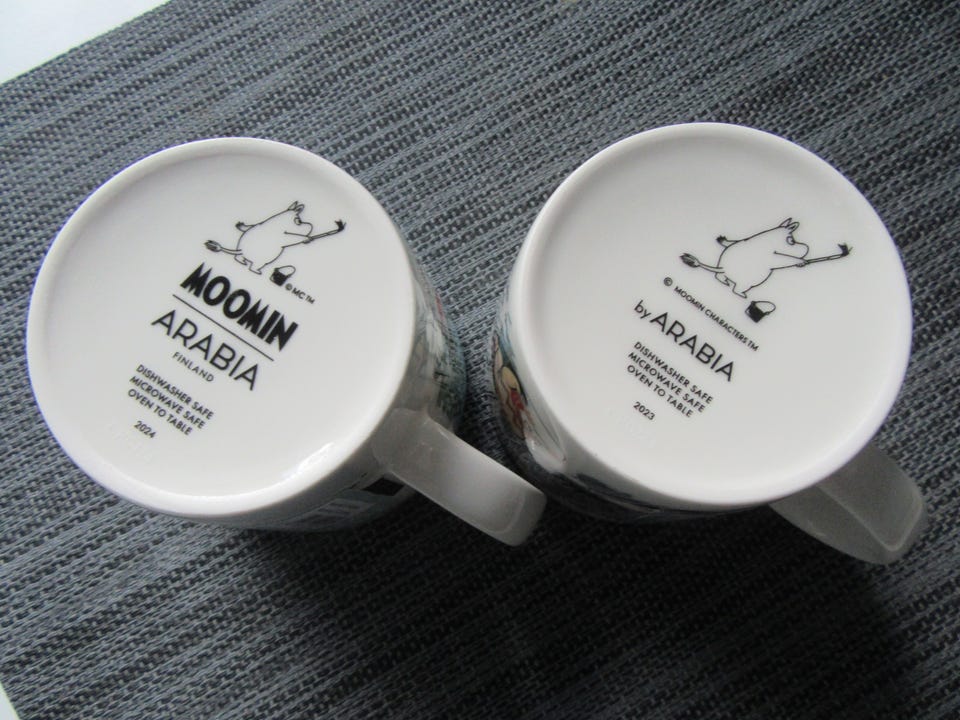 ©MC™
MOOMIN
ARABIA
FINLAND
DISHWASHER SAFE
MICROWAVE SAFE
OVEN TO TABLE
2024
© MOOMIN CHARACTERS™
by ARABIA
DISHWASHER SAFE
MICROWAVE SAFE
OVEN TO TABLE
2023